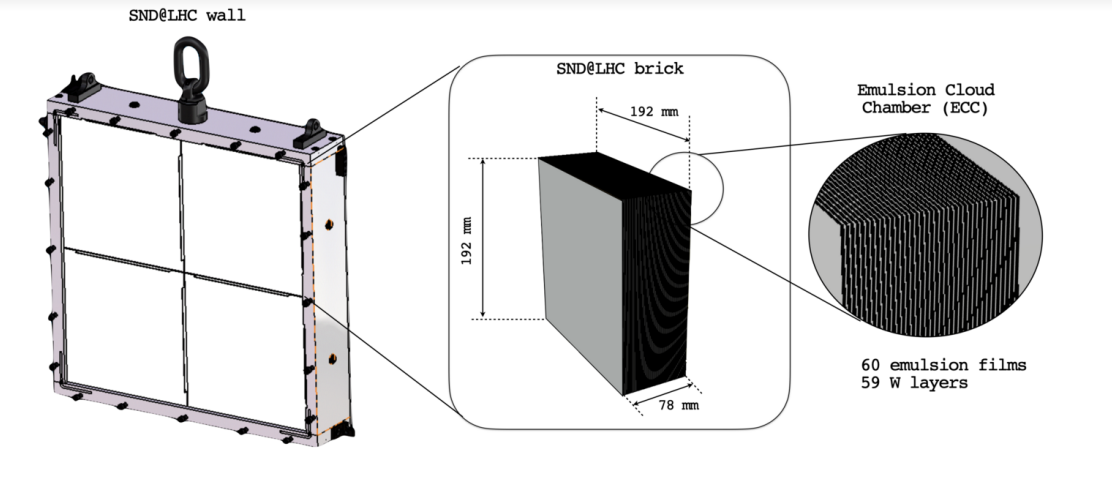 SND@LHC wall
SND@LHC brick
192 mm
192 mm
78 mm
Emulsion Cloud
Chamber (ECC)
60 emulsion films
59 W layers